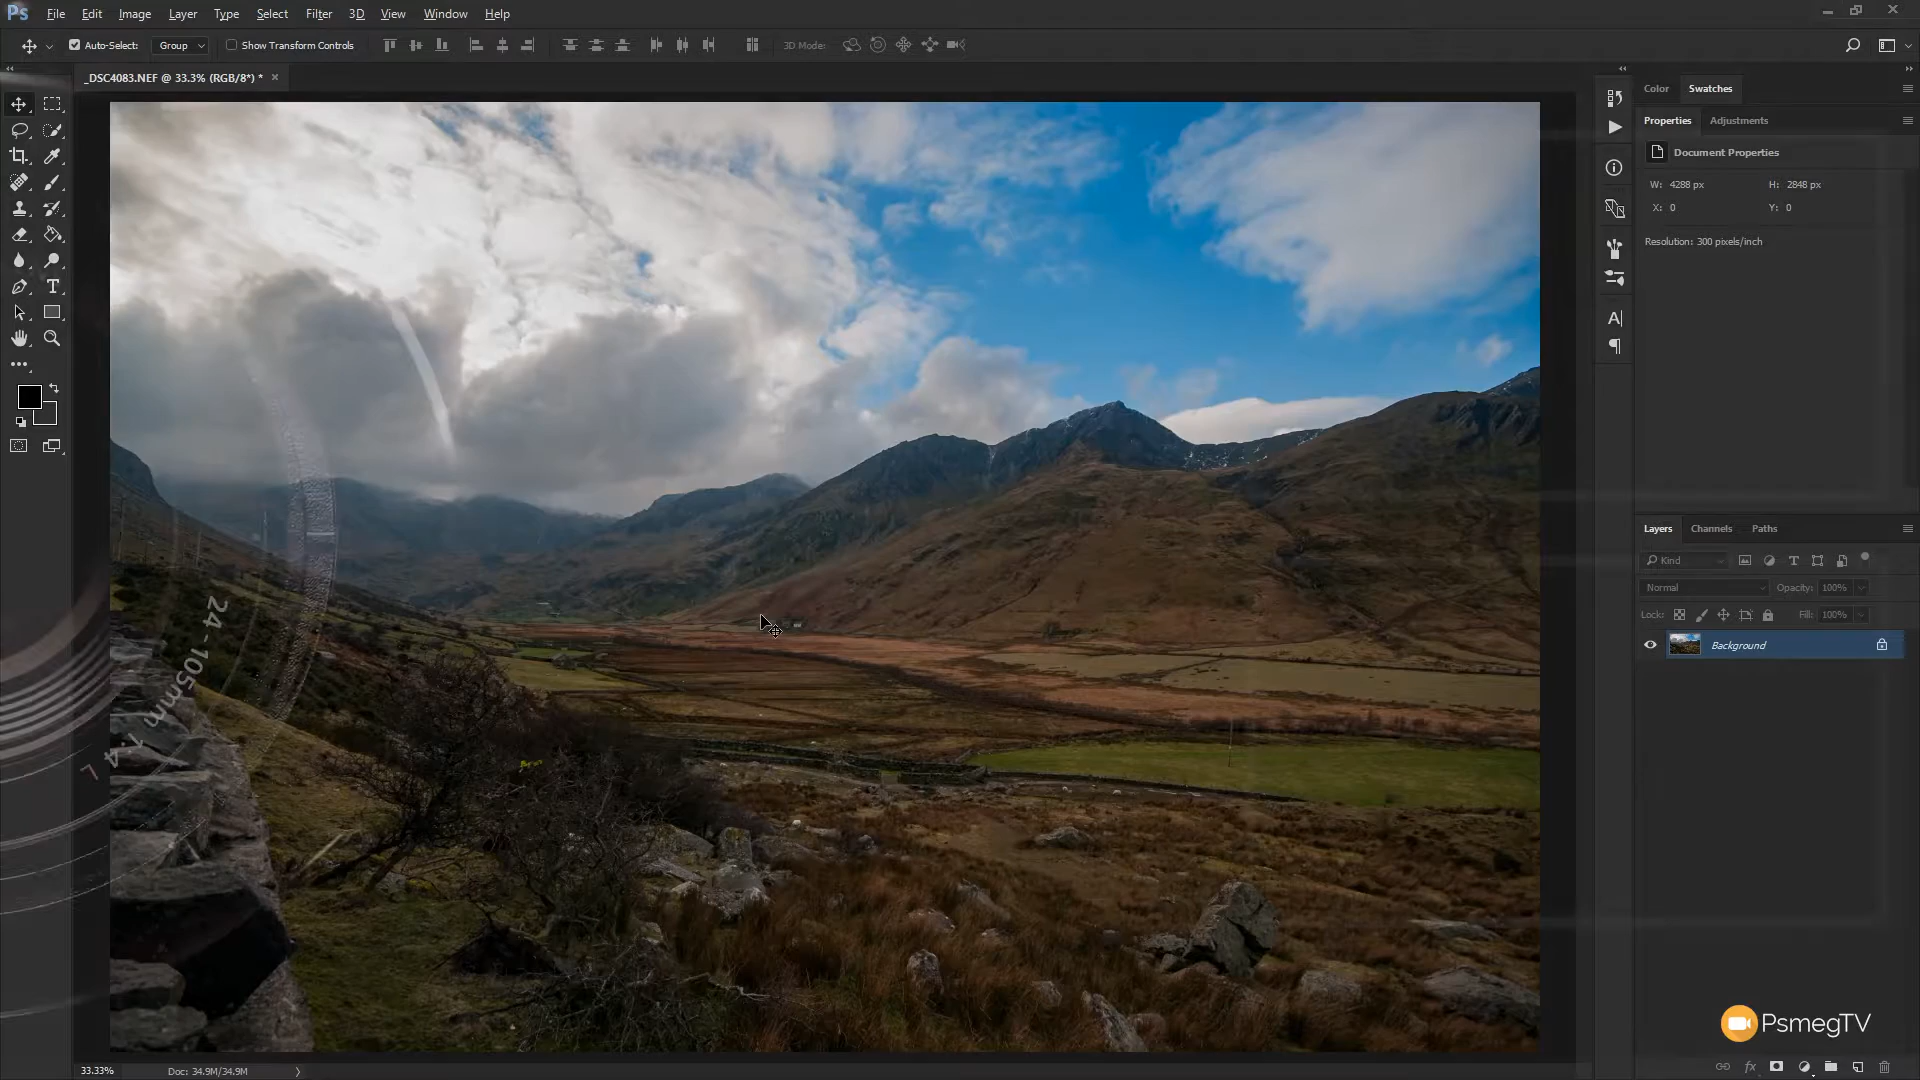 Ps File Edit Image Layer Type Select Filter 3D View Window Help
Auto-Select: Group Show Transform Controls 3D Mode:
_DSC4083.NEF @ 33.3% (RGB/8*) * ×
Color Swatches
Properties Adjustments
Document Properties
W: 4288 px H: 2848 px
X: 0 Y: 0
Resolution: 300 pixels/inch
Layers Channels Paths
Kind
Normal Opacity: 100%
Lock: Fill: 100%
Background
24-105mm 1:4 L
PsmegTV
33.33% Doc: 34.9M/34.9M